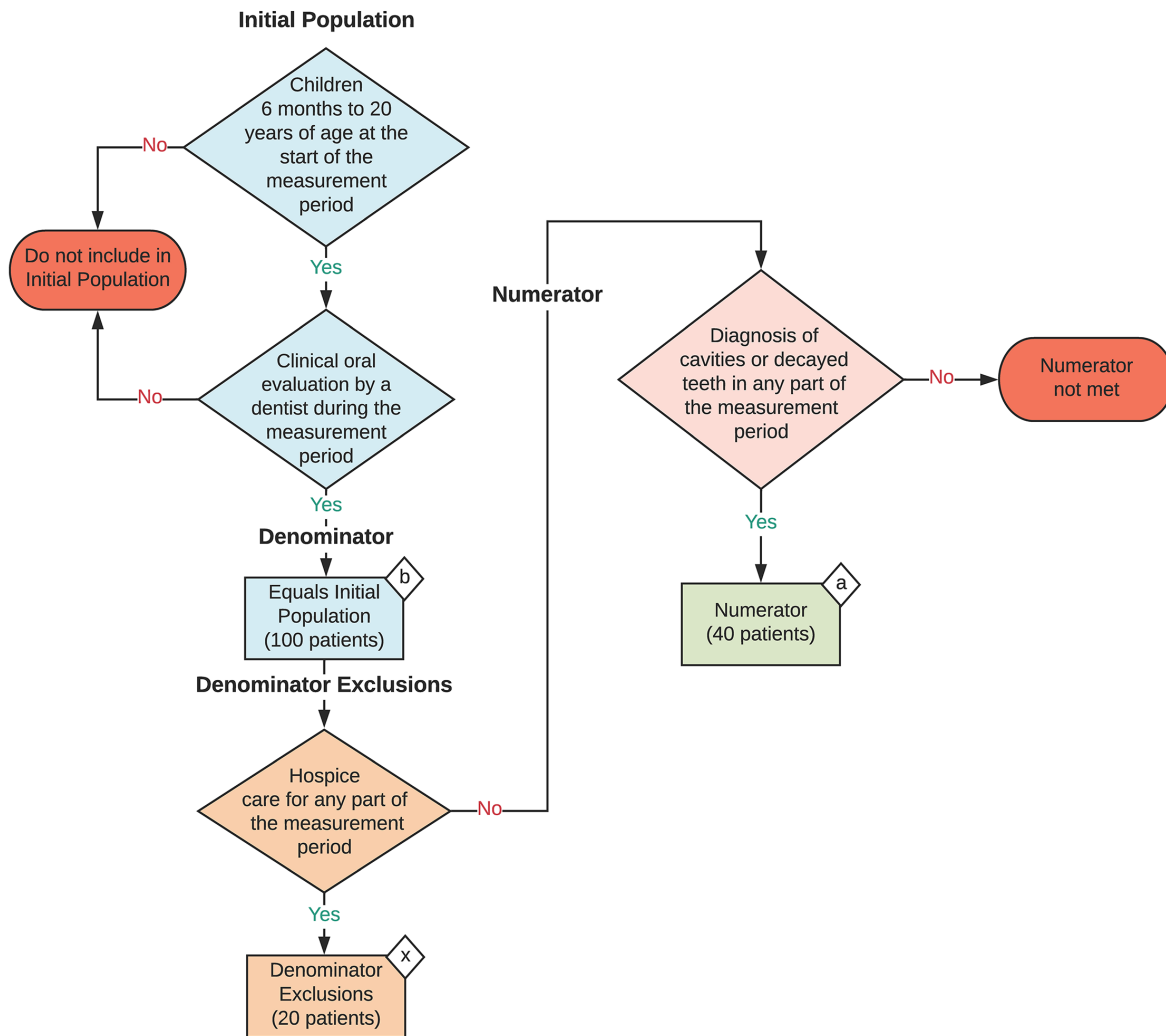 Initial Population
Children
6 months to 20
years of age at the
start of the
measurement
period
No
Do not include in
Initial Population
Yes
Clinical oral
evaluation by a
dentist during the
measurement
period
No
Yes
Denominator
b
Equals Initial
Population
(100 patients)
Denominator Exclusions
Hospice
care for any part of
the measurement
period
No
Yes
x
Denominator
Exclusions
(20 patients)
Numerator
Diagnosis of
cavities or decayed
teeth in any part of
the measurement
period
No
Numerator
not met
Yes
a
Numerator
(40 patients)